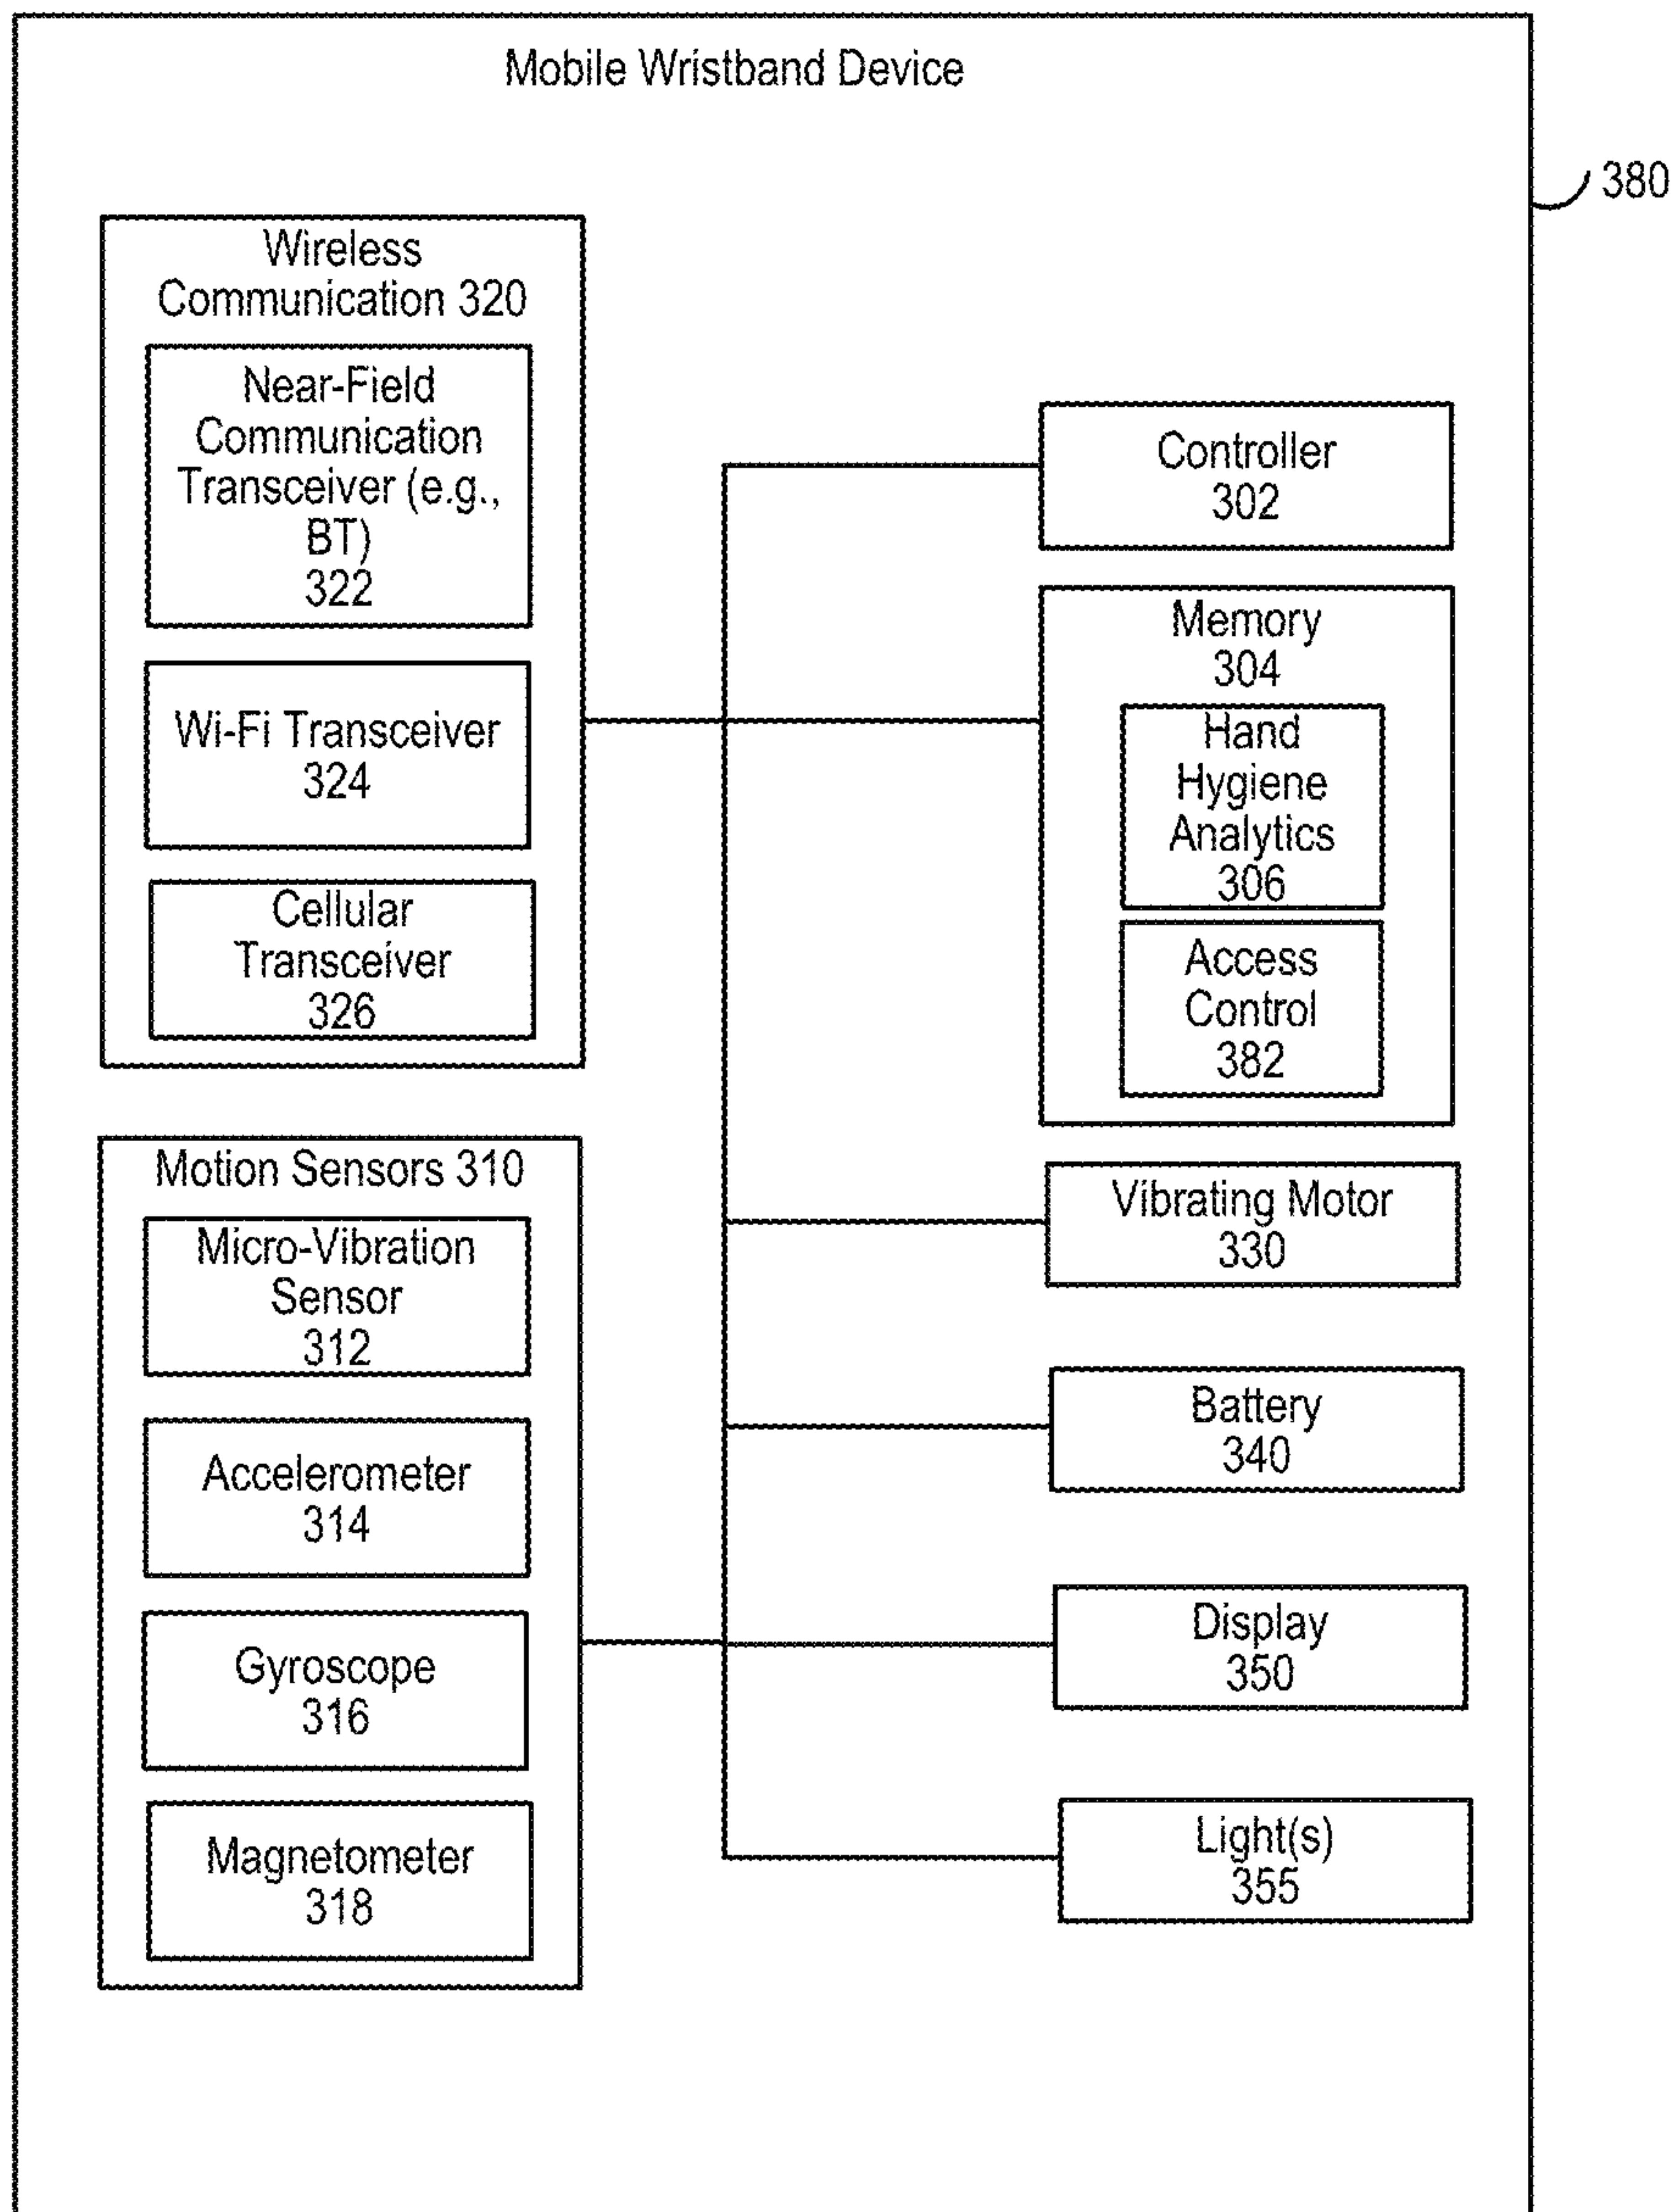 Mobile Wristband Device
380
Wireless
Communication 320
Near-Field
Communication
Transceiver (e.g.,
BT)
322
Wi-Fi Transceiver
324
Cellular
Transceiver
326
Motion Sensors 310
Micro-Vibration
Sensor
312
Accelerometer
314
Gyroscope
316
Magnetometer
318
Controller
302
Memory
304
Hand
Hygiene
Analytics
306
Access
Control
382
Vibrating Motor
330
Battery
340
Display
350
Light(s)
355